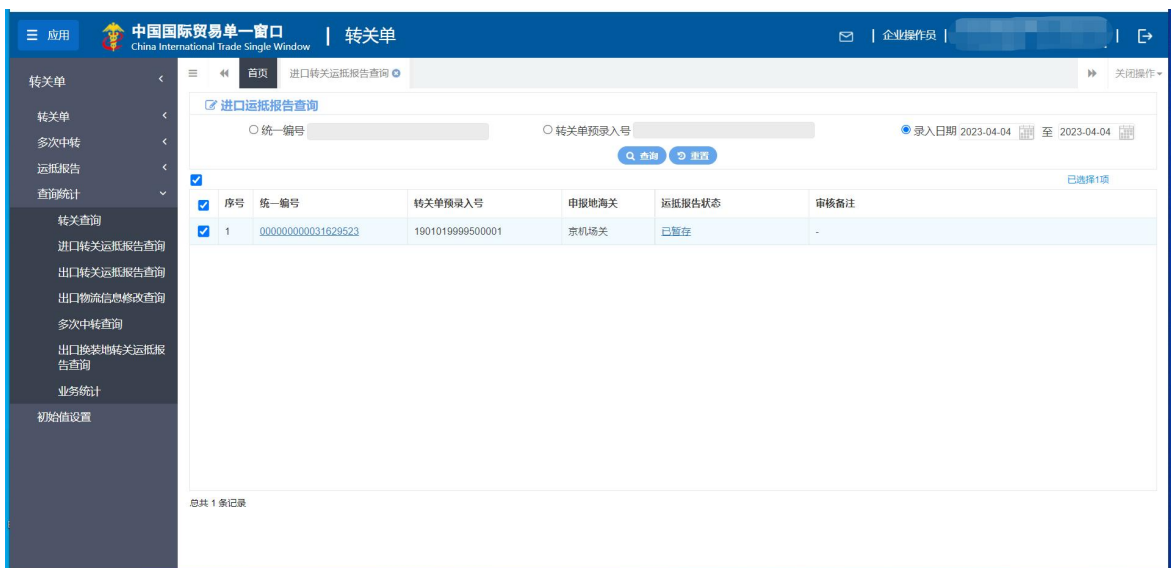 应用
中国国际贸易单一窗口 | 转关单
China International Trade Single Window
| 企业操作员 |
转关单
首页 进口转关运抵报告查询
关闭操作
转关单
多次中转
运抵报告
查询统计
转关查询
进口转关运抵报告查询
出口转关运抵报告查询
出口物流信息修改查询
多次中转查询
出口换装地转关运抵报
告查询
业务统计
初始值设置
进口运抵报告查询
统一编号 转关单预录入号 录入日期 2023-04-04 至 2023-04-04
查询 重置
已选择1项
序号 统一编号 转关单预录入号 申报地海关 运抵报告状态 审核备注
1 000000000031629523 1901019999500001 京机场关 已暂存 -
总共 1 条记录